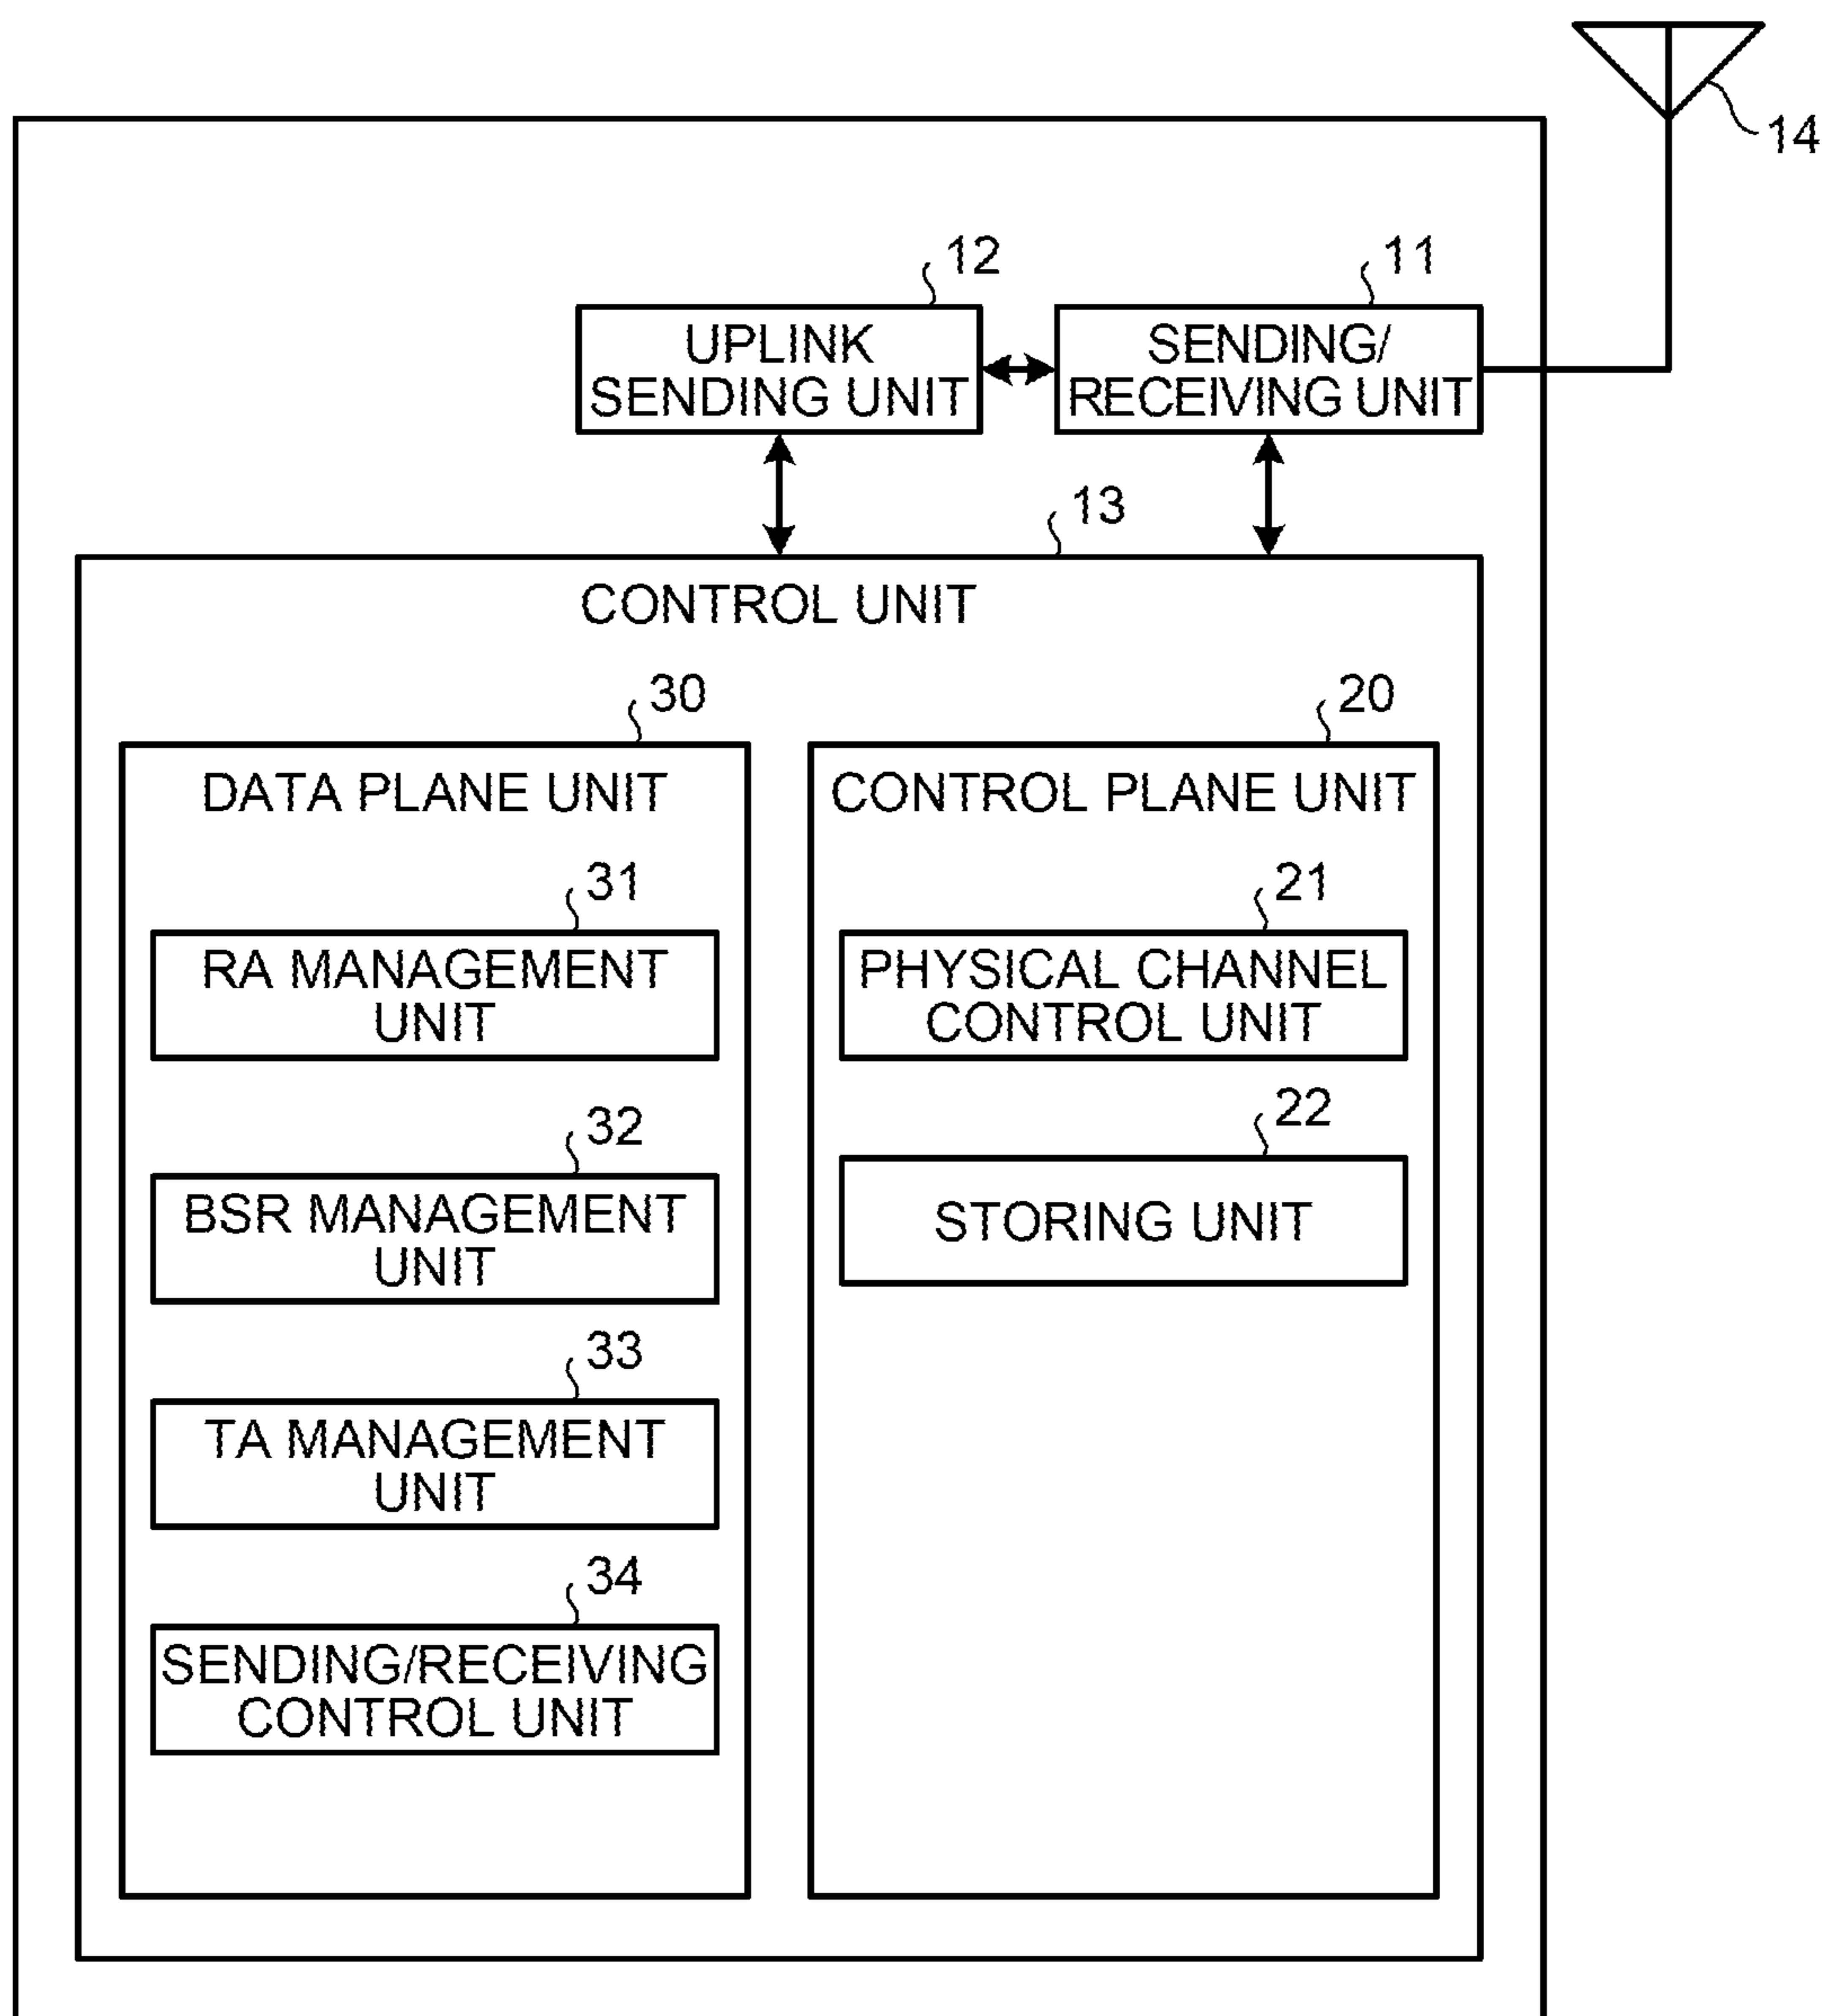 14
12
11
UPLINK
SENDING UNIT
SENDING/
RECEIVING UNIT
13
CONTROL UNIT
30
DATA PLANE UNIT
31
RA MANAGEMENT
UNIT
32
BSR MANAGEMENT
UNIT
33
TA MANAGEMENT
UNIT
34
SENDING/RECEIVING
CONTROL UNIT
20
CONTROL PLANE UNIT
21
PHYSICAL CHANNEL
CONTROL UNIT
22
STORING UNIT